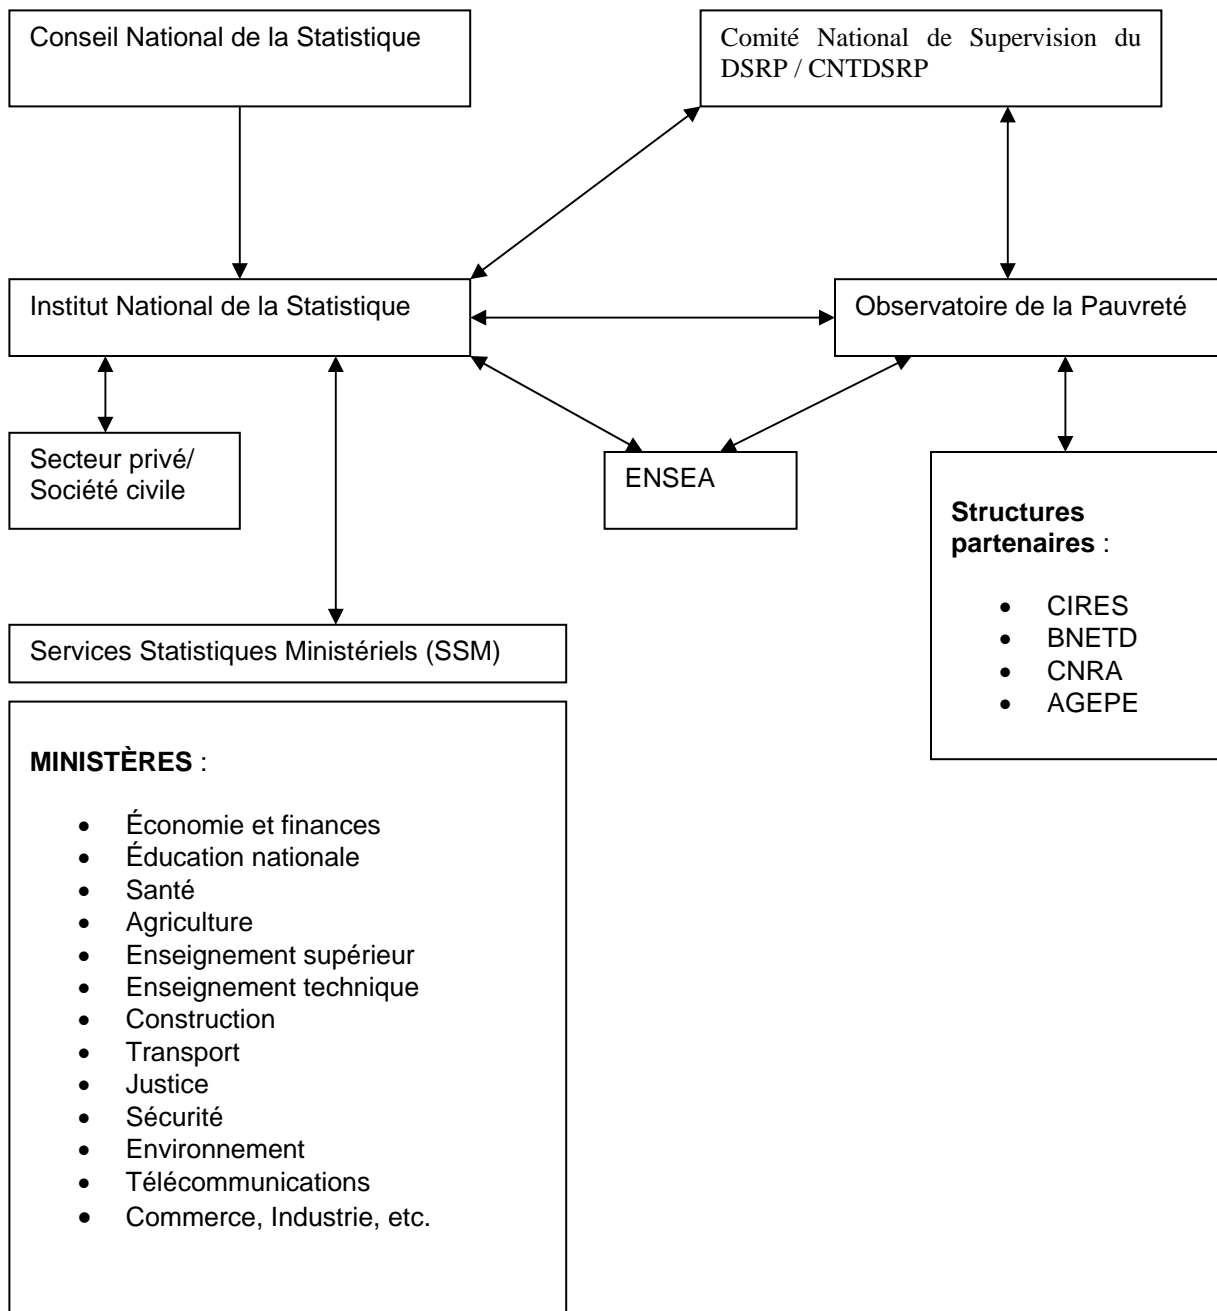 Conseil National de la Statistique
Comité National de Supervision du
DSRP / CNTDSRP
Institut National de la Statistique
Observatoire de la Pauvreté
Secteur privé/
Société civile
ENSEA
Structures
partenaires :
• CIRES
• BNETD
• CNRA
• AGEPE
Services Statistiques Ministériels (SSM)
MINISTÈRES :
• Économie et finances
• Éducation nationale
• Santé
• Agriculture
• Enseignement supérieur
• Enseignement technique
• Construction
• Transport
• Justice
• Sécurité
• Environnement
• Télécommunications
• Commerce, Industrie, etc.